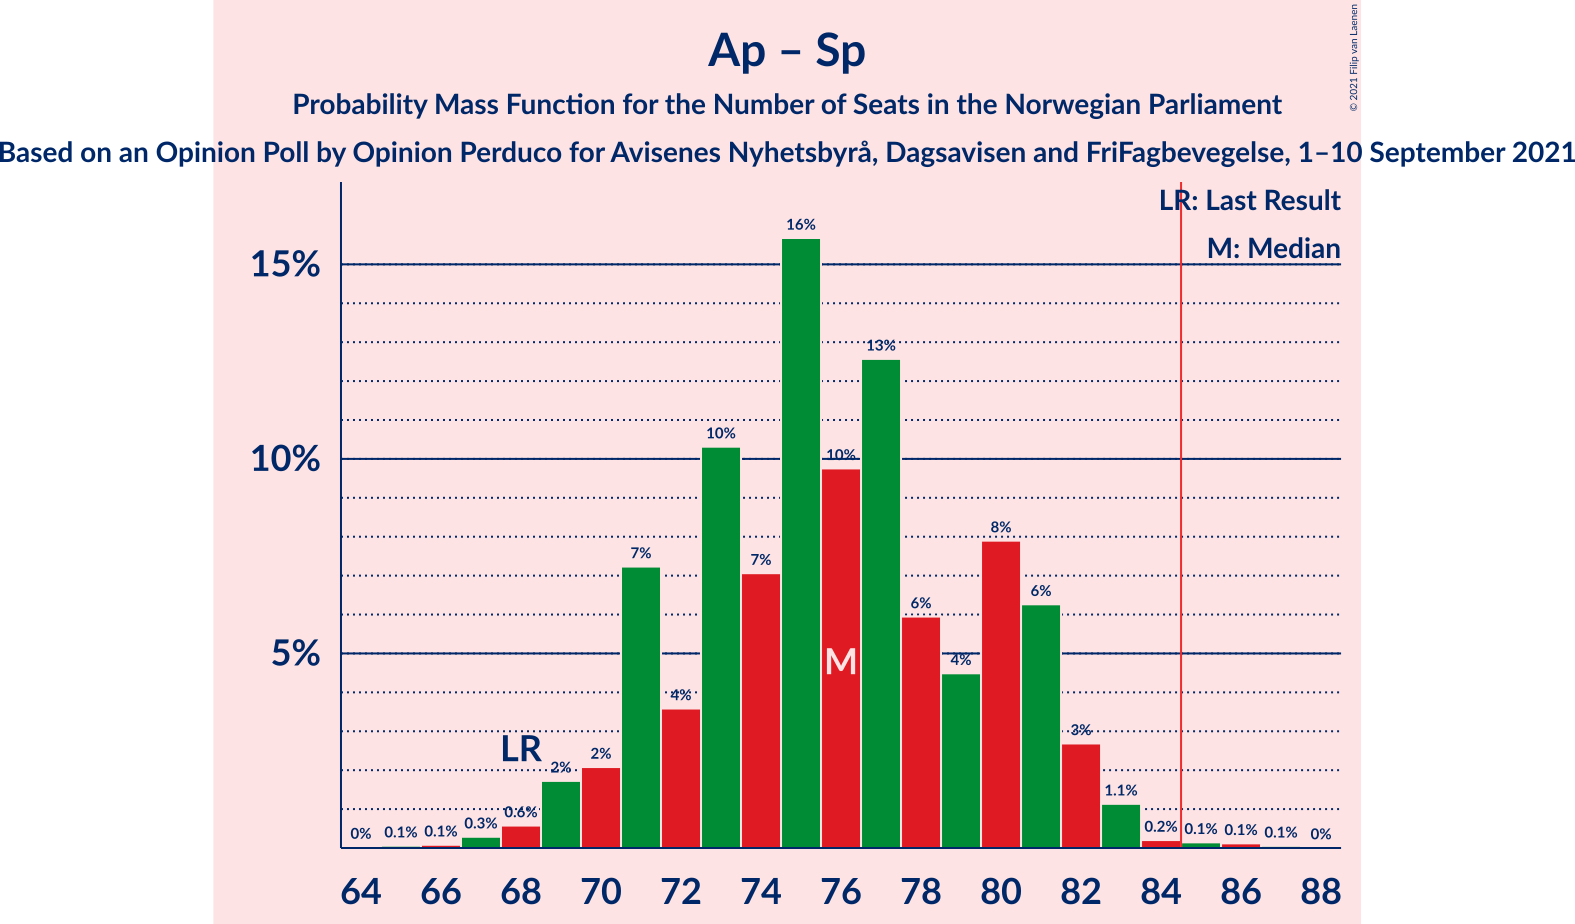 Ap – Sp
Probability Mass Function for the Number of Seats in the Norwegian Parliament
Based on an Opinion Poll by Opinion Perduco for Avisenes Nyhetsbyrå, Dagsavisen and FriFagbevegelse, 1–10 September 2021
© 2021 Filip van Laenen
LR: Last Result
M: Median
15%
10%
5%
0% 0.1% 0.1% 0.3% 0.6% 2% 2% 7% 4% 10% 7% 16% 10% 13% 6% 4% 8% 6% 3% 1.1% 0.2% 0.1% 0.1% 0.1% 0%
LR
M
64 66 68 70 72 74 76 78 80 82 84 86 88